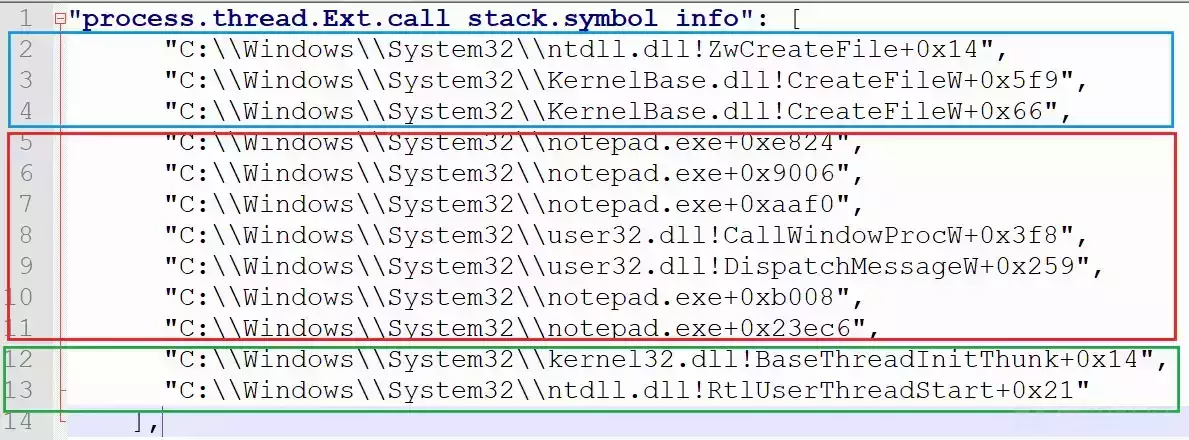 1 "process.thread.Ext.call stack.symbol info": [
2 "C:\\Windows\\System32\\ntdll.dll!ZwCreateFile+0x14",
3 "C:\\Windows\\System32\\KernelBase.dll!CreateFileW+0x5f9",
4 "C:\\Windows\\System32\\KernelBase.dll!CreateFileW+0x66",
5 "C:\\Windows\\System32\\notepad.exe+0xe824",
6 "C:\\Windows\\System32\\notepad.exe+0x9006",
7 "C:\\Windows\\System32\\notepad.exe+0xaaf0",
8 "C:\\Windows\\System32\\user32.dll!CallWindowProcW+0x3f8",
9 "C:\\Windows\\System32\\user32.dll!DispatchMessageW+0x259",
10 "C:\\Windows\\System32\\notepad.exe+0xb008",
11 "C:\\Windows\\System32\\notepad.exe+0x23ec6",
12 "C:\\Windows\\System32\\kernel32.dll!BaseThreadInitThunk+0x14",
13 "C:\\Windows\\System32\\ntdll.dll!RtlUserThreadStart+0x21"
14 ],